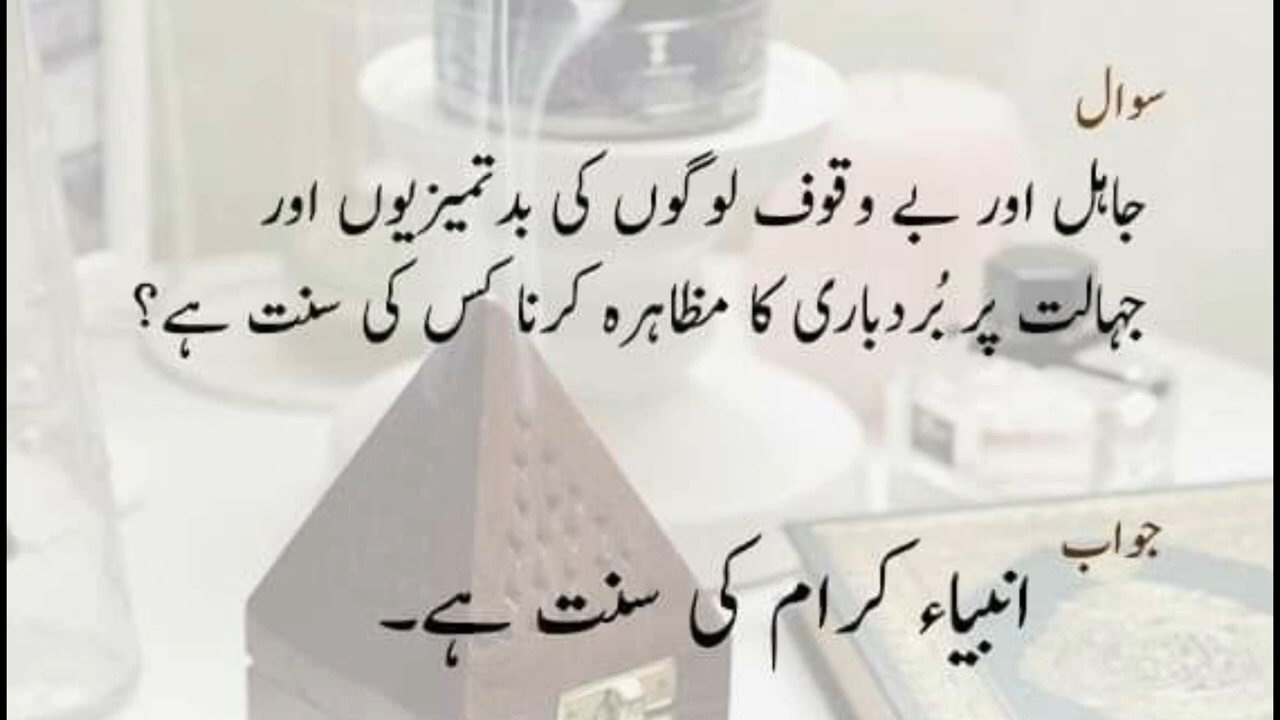 سوال
جاہل اور بے وقوف لوگوں کی بدتمیزیوں اور
جہالت پر بُردباری کا مظاہرہ کرنا کس کی سنت ہے؟
جواب
انبیاء کرام کی سنت ہے۔